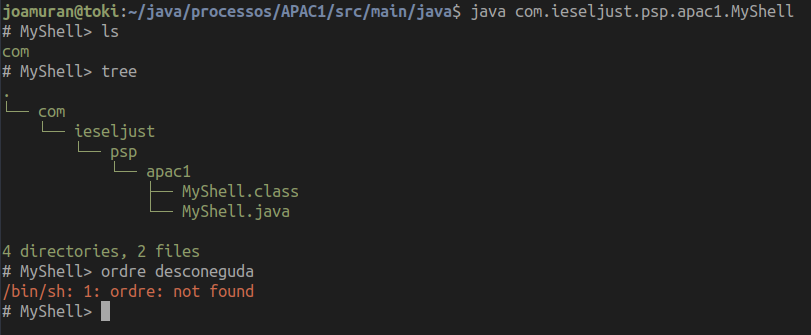 joamuran@toki:~/java/processos/APAC1/src/main/java$ java com.ieseljust.psp.apac1.MyShell
# MyShell> ls
com
# MyShell> tree
.
└── com
    └── ieseljust
        └── psp
            └── apac1
                ├── MyShell.class
                └── MyShell.java
4 directories, 2 files
# MyShell> ordre desconeguda
/bin/sh: 1: ordre: not found
# MyShell>